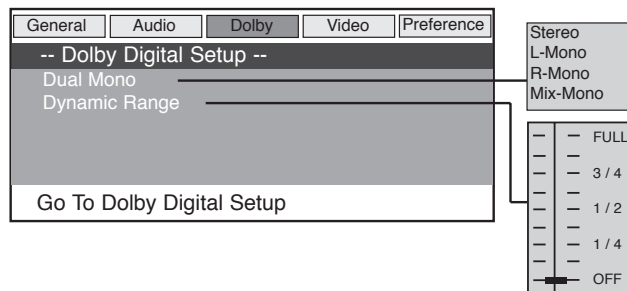 General Audio Dolby Video Preference
-- Dolby Digital Setup --
Dual Mono
Dynamic Range
Go To Dolby Digital Setup
Stereo
L-Mono
R-Mono
Mix-Mono
FULL
3 / 4
1 / 2
1 / 4
OFF